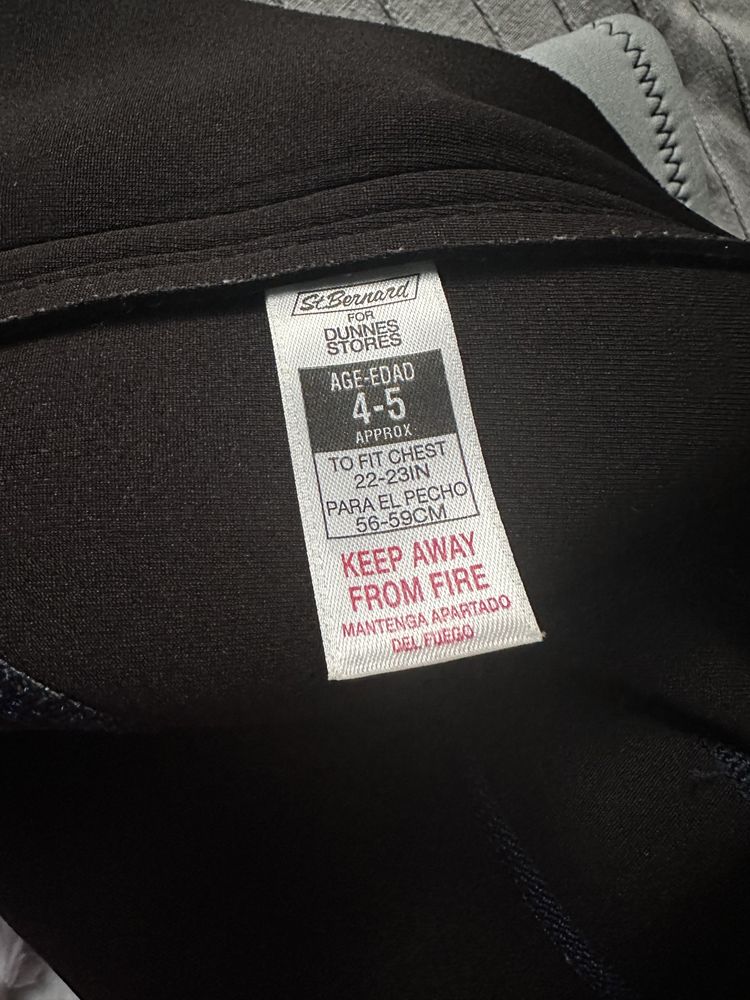 St.Bernard
FOR
DUNNES
STORES
AGE-EDAD
4-5
APPROX
TO FIT CHEST
22-23IN
PARA EL PECHO
56-59CM
KEEP AWAY
FROM FIRE
MANTENGA APARTADO
DEL FUEGO